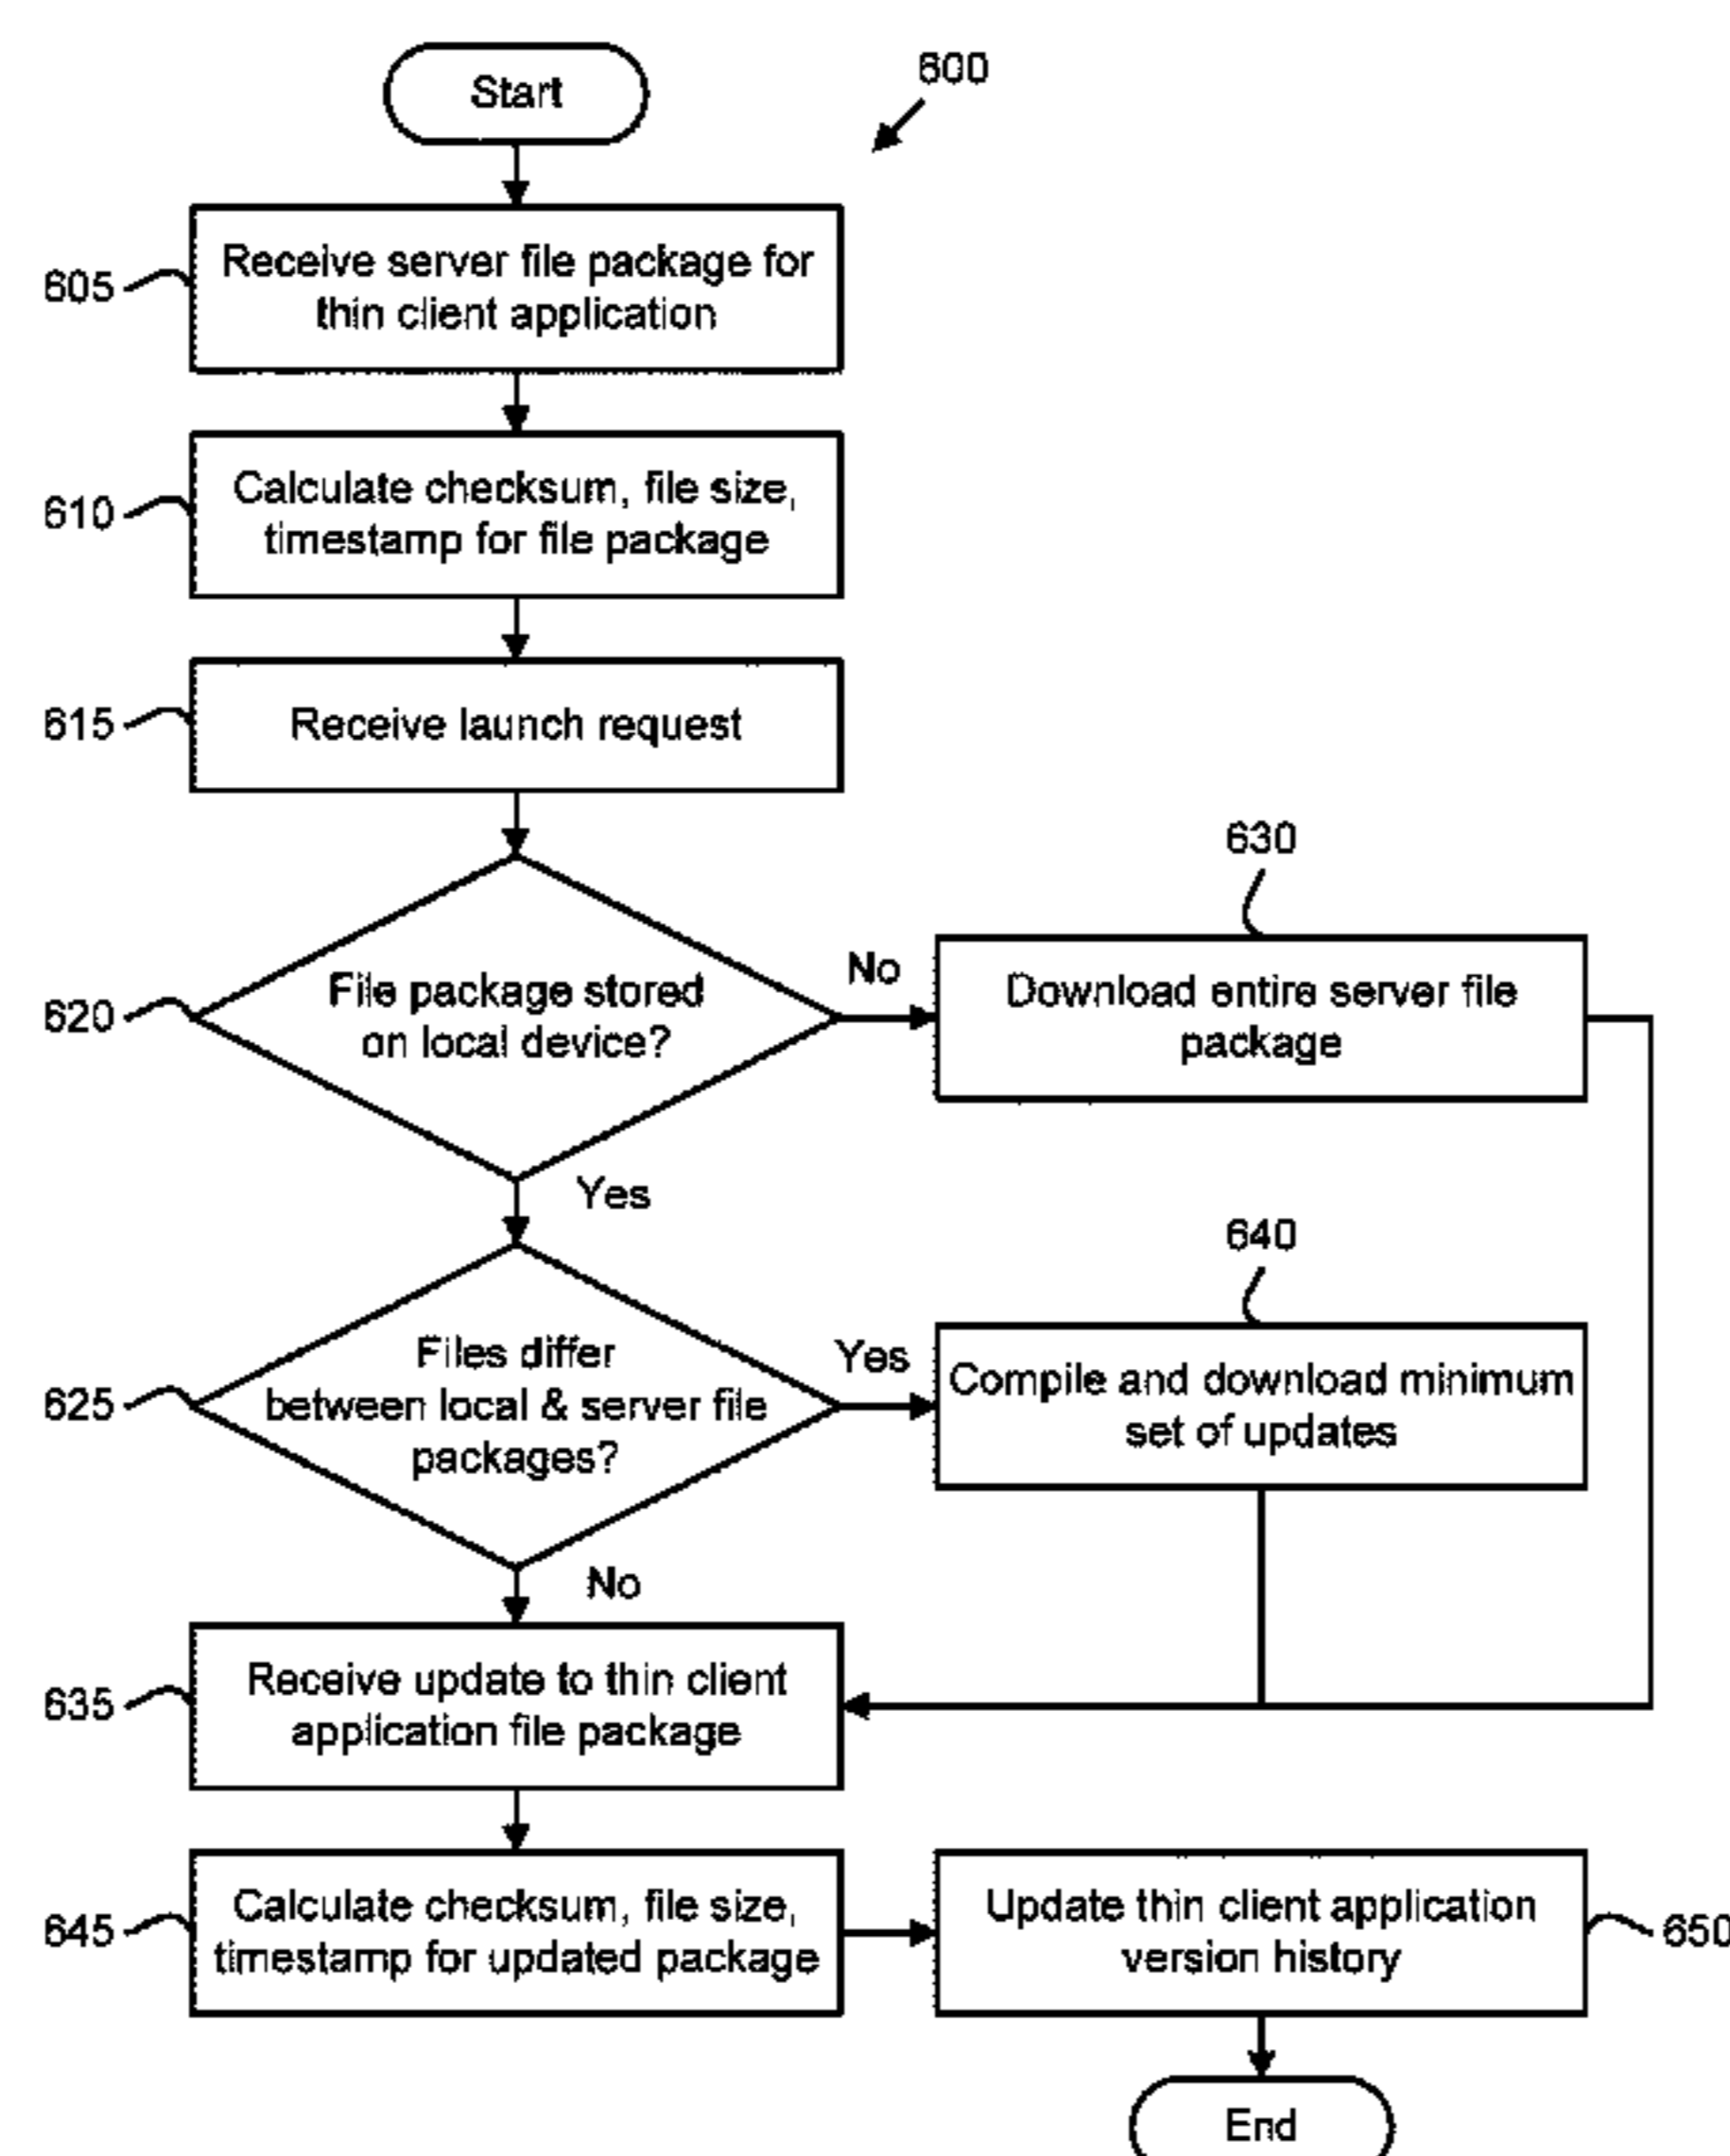 Start
600
605
Receive server file package for
thin client application
610
Calculate checksum, file size,
timestamp for file package
615
Receive launch request
620
File package stored
on local device?
No
630
Download entire server file
package
Yes
625
Files differ
between local & server file
packages?
Yes
640
Compile and download minimum
set of updates
No
635
Receive update to thin client
application file package
645
Calculate checksum, file size,
timestamp for updated package
Update thin client application
version history
650
End